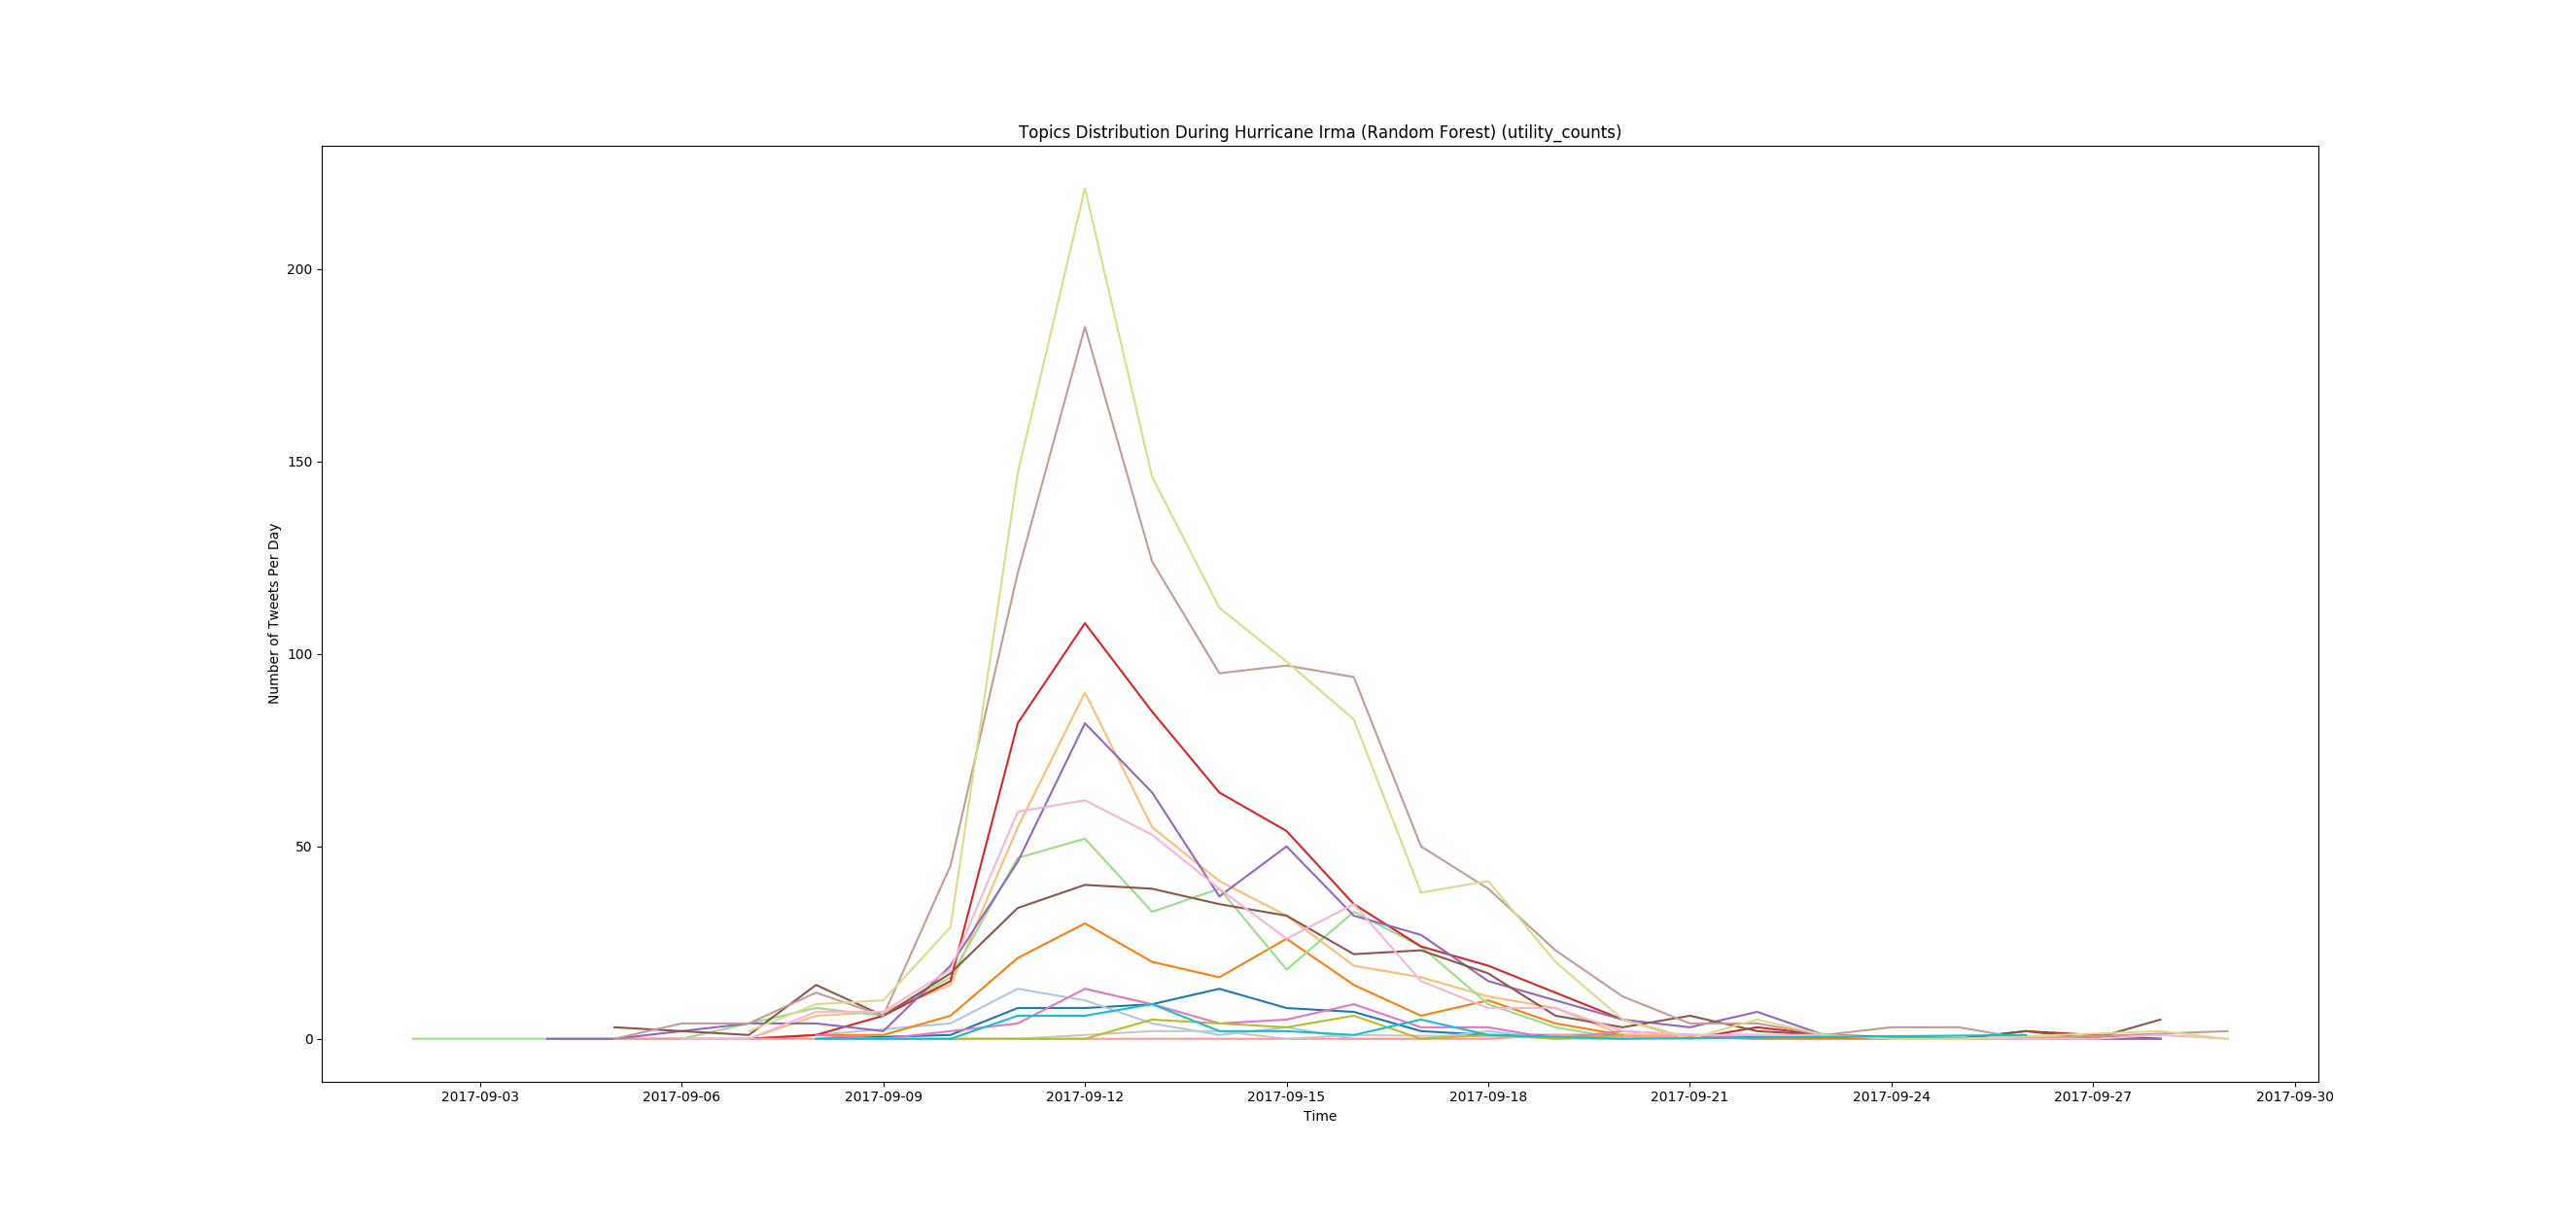 Topics Distribution During Hurricane Irma (Random Forest) (utility_counts)
Number of Tweets Per Day
200
150
100
50
0
2017-09-03 2017-09-06 2017-09-09 2017-09-12 2017-09-15 2017-09-18 2017-09-21 2017-09-24 2017-09-27 2017-09-30
Time